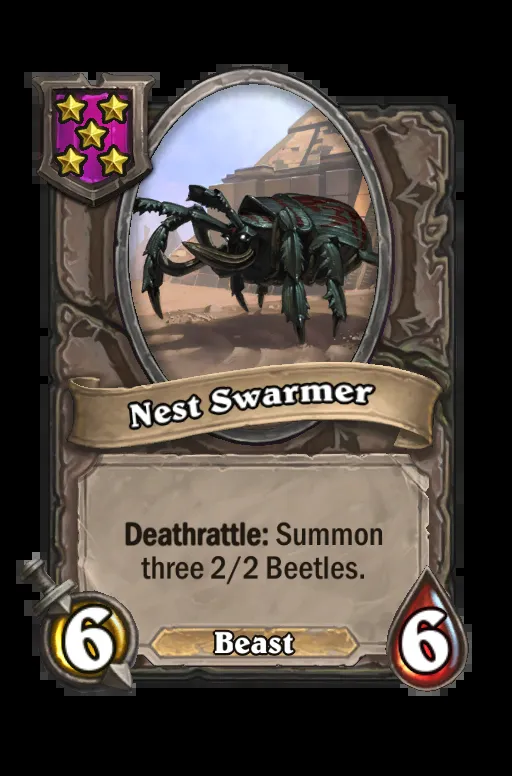 Nest Swarmer
Deathrattle: Summon
three 2/2 Beetles.
6
Beast
6